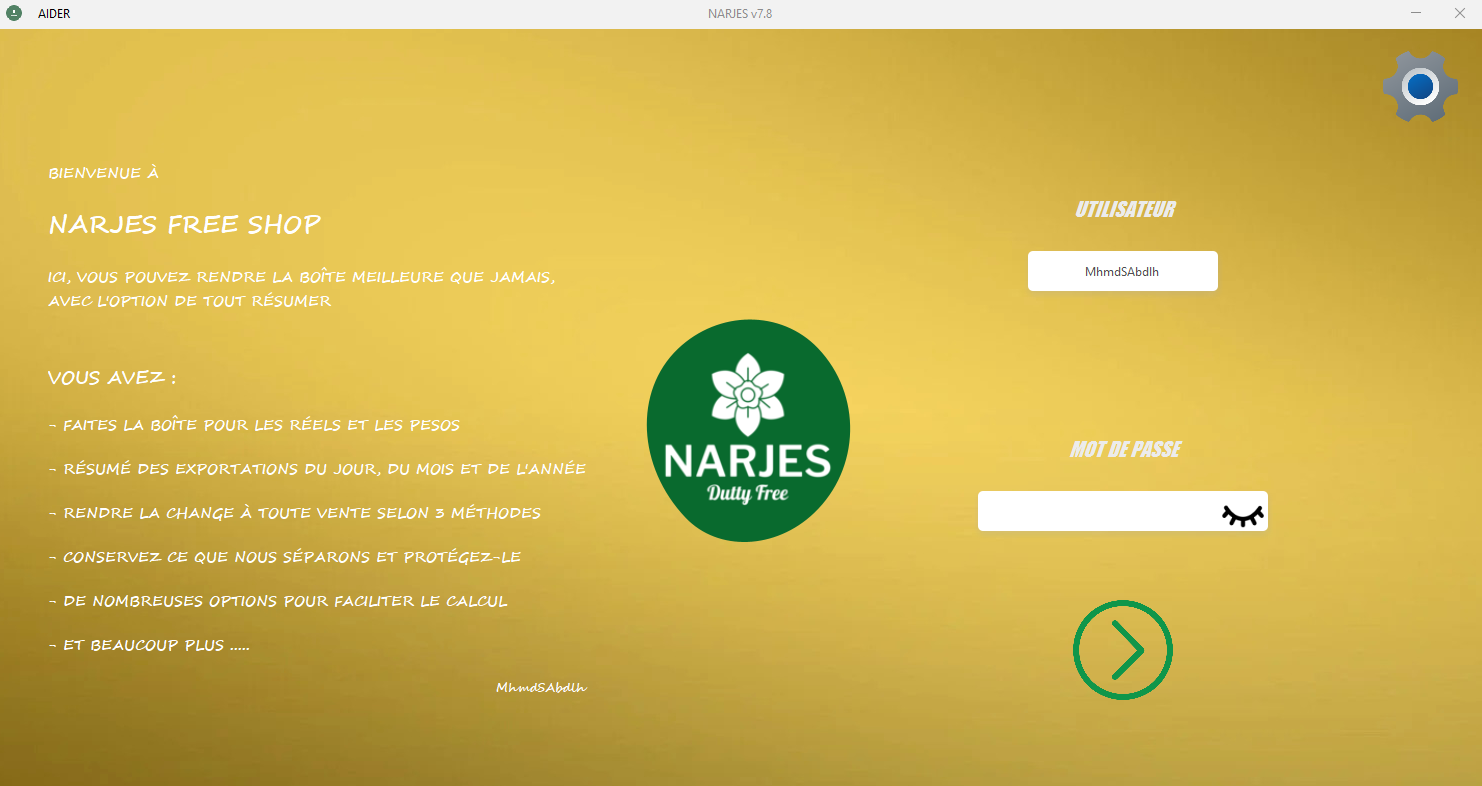 AIDER
NARJES v7.8
BIENVENUE À
NARJES FREE SHOP
ICI, VOUS POUVEZ RENDRE LA BOÎTE MEILLEURE QUE JAMAIS,
AVEC L'OPTION DE TOUT RÉSUMER
VOUS AVEZ :
- FAITES LA BOÎTE POUR LES RÉELS ET LES PESOS
- RÉSUMÉ DES EXPORTATIONS DU JOUR, DU MOIS ET DE L'ANNÉE
- RENDRE LA CHANGE À TOUTE VENTE SELON 3 MÉTHODES
- CONSERVEZ CE QUE NOUS SÉPARONS ET PROTÉGEZ-LE
- DE NOMBREUSES OPTIONS POUR FACILITER LE CALCUL
- ET BEAUCOUP PLUS .....
MhmdSAbdlh
NARJES
Dutty Free
UTILISATEUR
MhmdSAbdlh
MOT DE PASSE